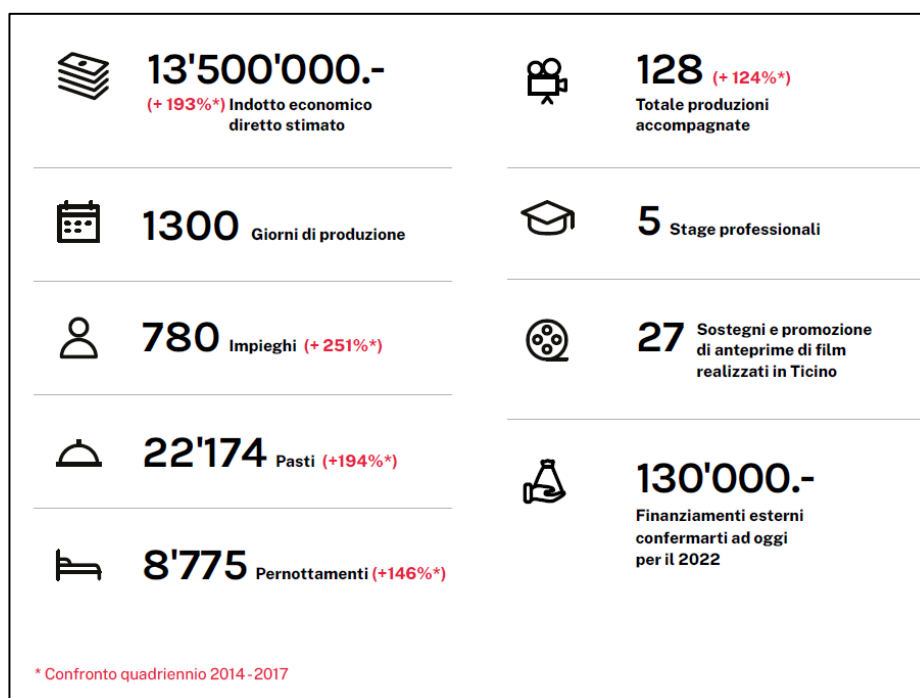 13'500'000.-
(+ 193%*) Indotto economico
diretto stimato
1300 Giorni di produzione
780 Impieghi (+ 251%*)
22'174 Pasti (+194%*)
8'775 Pernottamenti (+146%*)
128 (+ 124%*)
Totale produzioni
accompagnate
5 Stage professionali
27 Sostegni e promozione
di anteprime di film
realizzati in Ticino
130'000.-
Finanziamenti esterni
confermarti ad oggi
per il 2022
* Confronto quadriennio 2014-2017